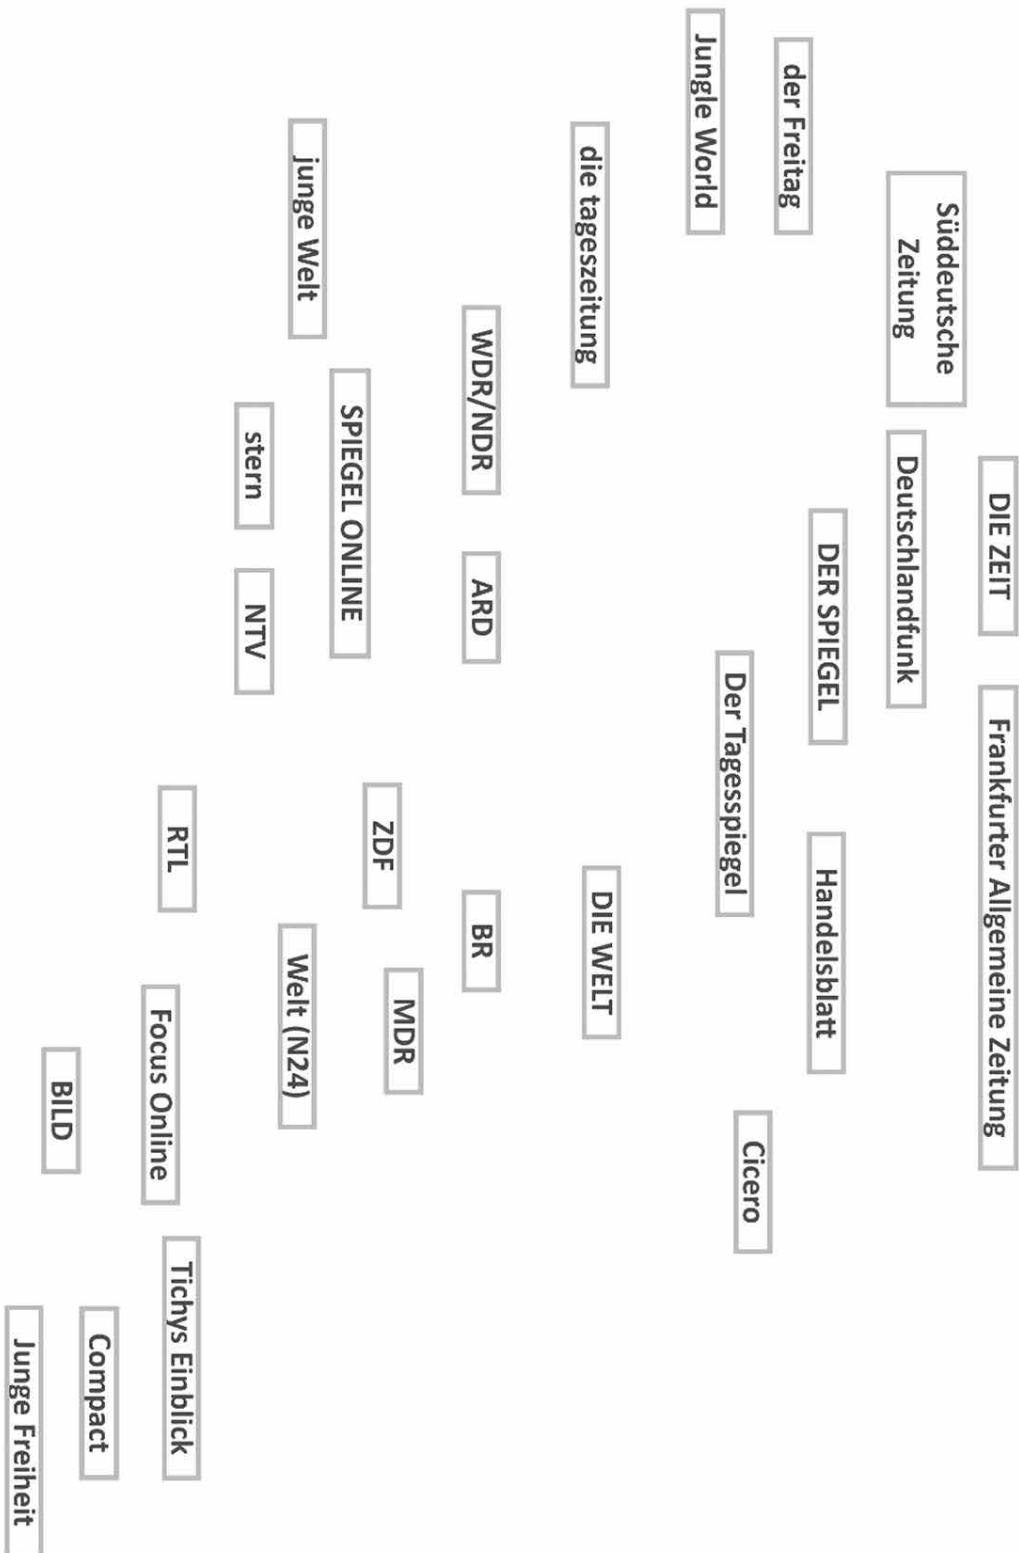 DIE ZEIT
Frankfurter Allgemeine Zeitung
Süddeutsche
Zeitung
Deutschlandfunk
der Freitag
DER SPIEGEL
Handelsblatt
Jungle World
Der Tagesspiegel
Cicero
die tageszeitung
DIE WELT
WDR/NDR
ARD
BR
MDR
ZDF
SPIEGEL ONLINE
junge Welt
Welt (N24)
stern
NTV
RTL
Tichys Einblick
Focus Online
Compact
BILD
Junge Freiheit